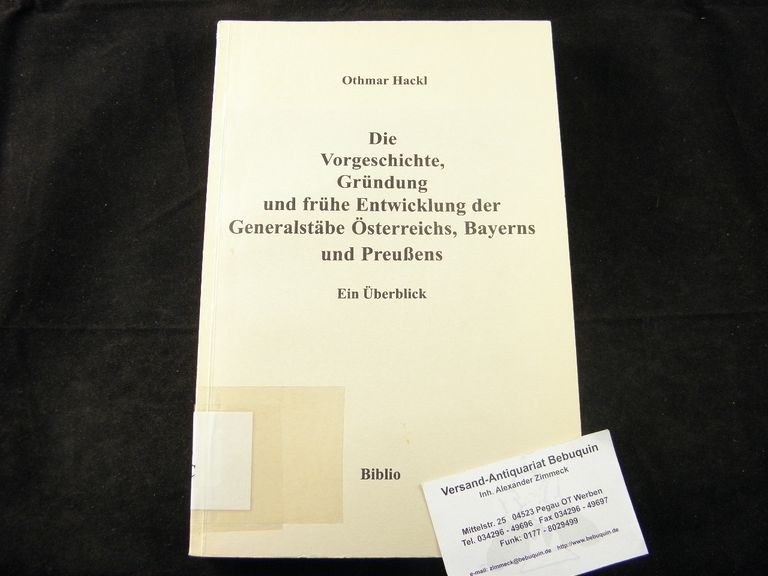 Othmar Hackl
Die
Vorgeschichte,
Gründung
und frühe Entwicklung der
Generalstäbe Österreichs, Bayerns
und Preußens
Ein Überblick
Biblio
Versand-Antiquariat Bebuquin
Inh. Alexander Zimmeck
Mittelstr. 25 04523 Pegau OT Werben
Tel. 034296 - 49696 Fax 034296 - 49697
Funk: 0177 - 8029499
e-mail: zimmeck@bebuquin.de http://www.bebuquin.de